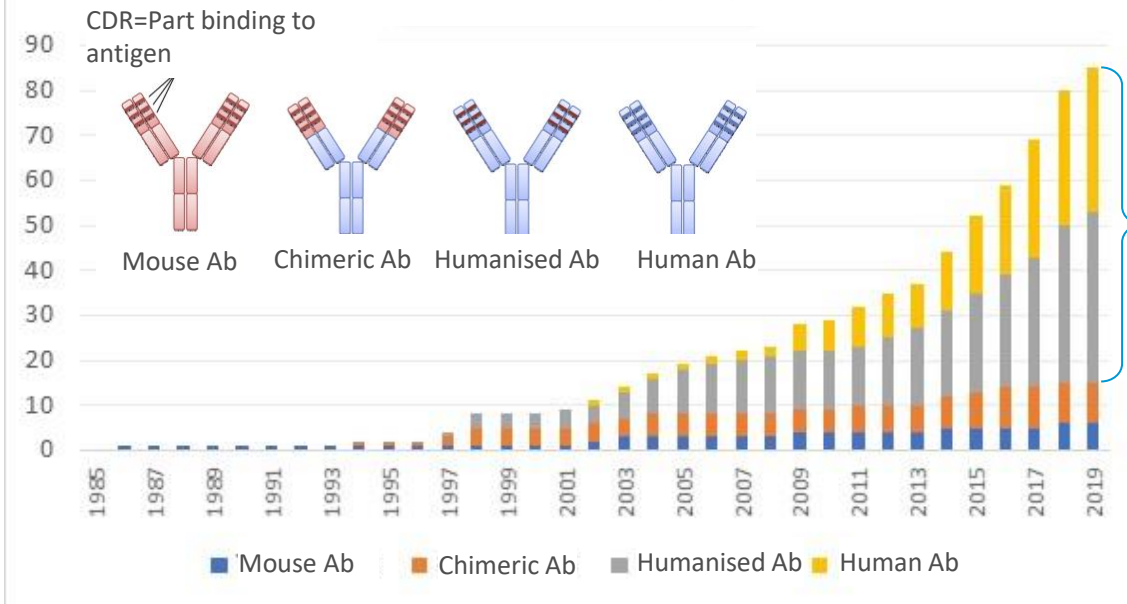 CDR=Part binding to
antigen
90
80
70
60
50
40
30
20
10
0
Mouse Ab
Chimeric Ab
Humanised Ab
Human Ab
1985
1987
1989
1991
1993
1995
1997
1999
2001
2003
2005
2007
2009
2011
2013
2015
2017
2019
Mouse Ab
Chimeric Ab
Humanised Ab
Human Ab